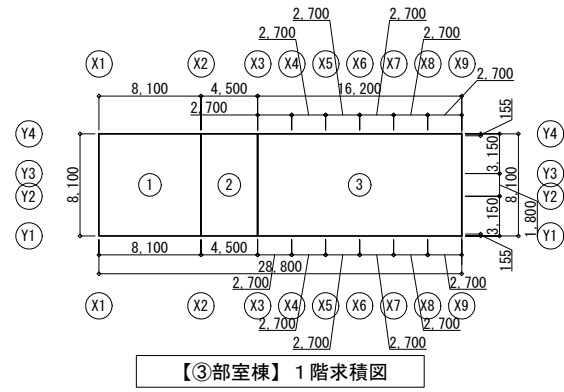 2,700 2,700
2,700 2,700 2,700
X1 X2 X3 X4 X5 X6 X7 X8 X9
2,700
8,100 4,500 16,200
2,700
155
Y4 Y4
3,150
Y3 Y3
8,100 ① ② ③ 8,100
Y2 Y2
3,150 1,800
Y1 Y1
155
8,100 4,500
28,800
2,700 2,700 2,700
X1 X2 X3 X4 X5 X6 X7 X8 X9
2,700 2,700
2,700
【③部室棟】 1階求積図